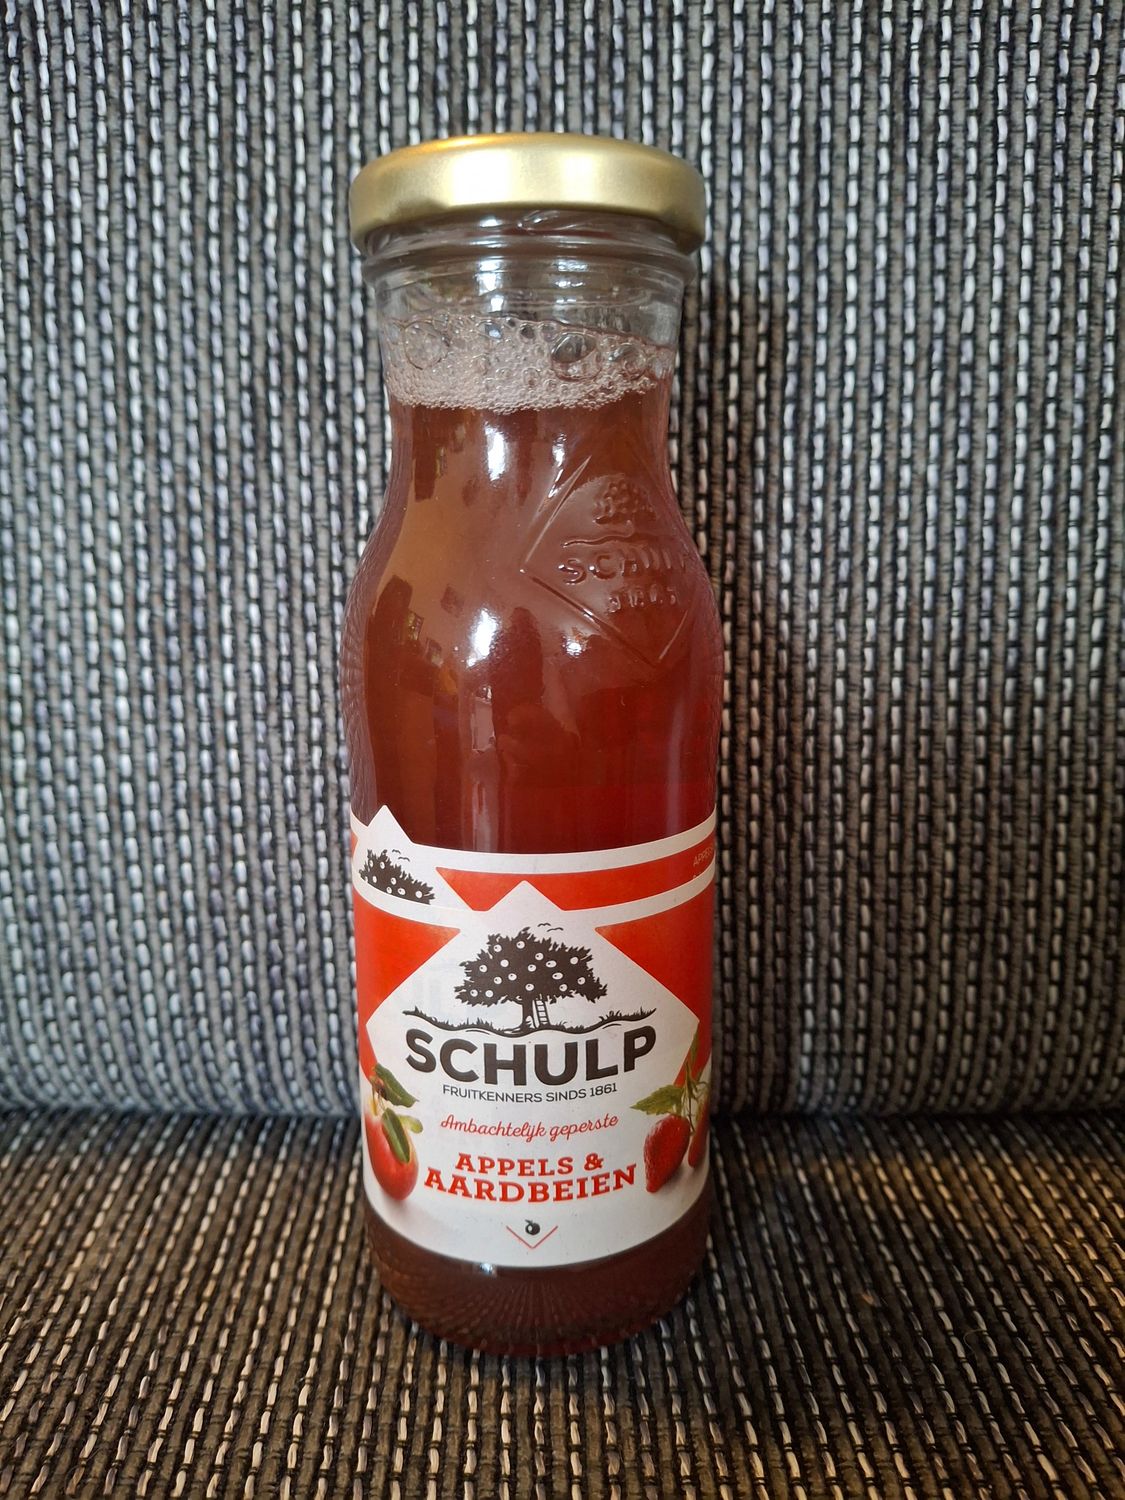 SCHULP
SCHULP
FRUITKENNERS SINDS 1861
Ambachtelijk geperste
APPELS &
AARDBEIEN